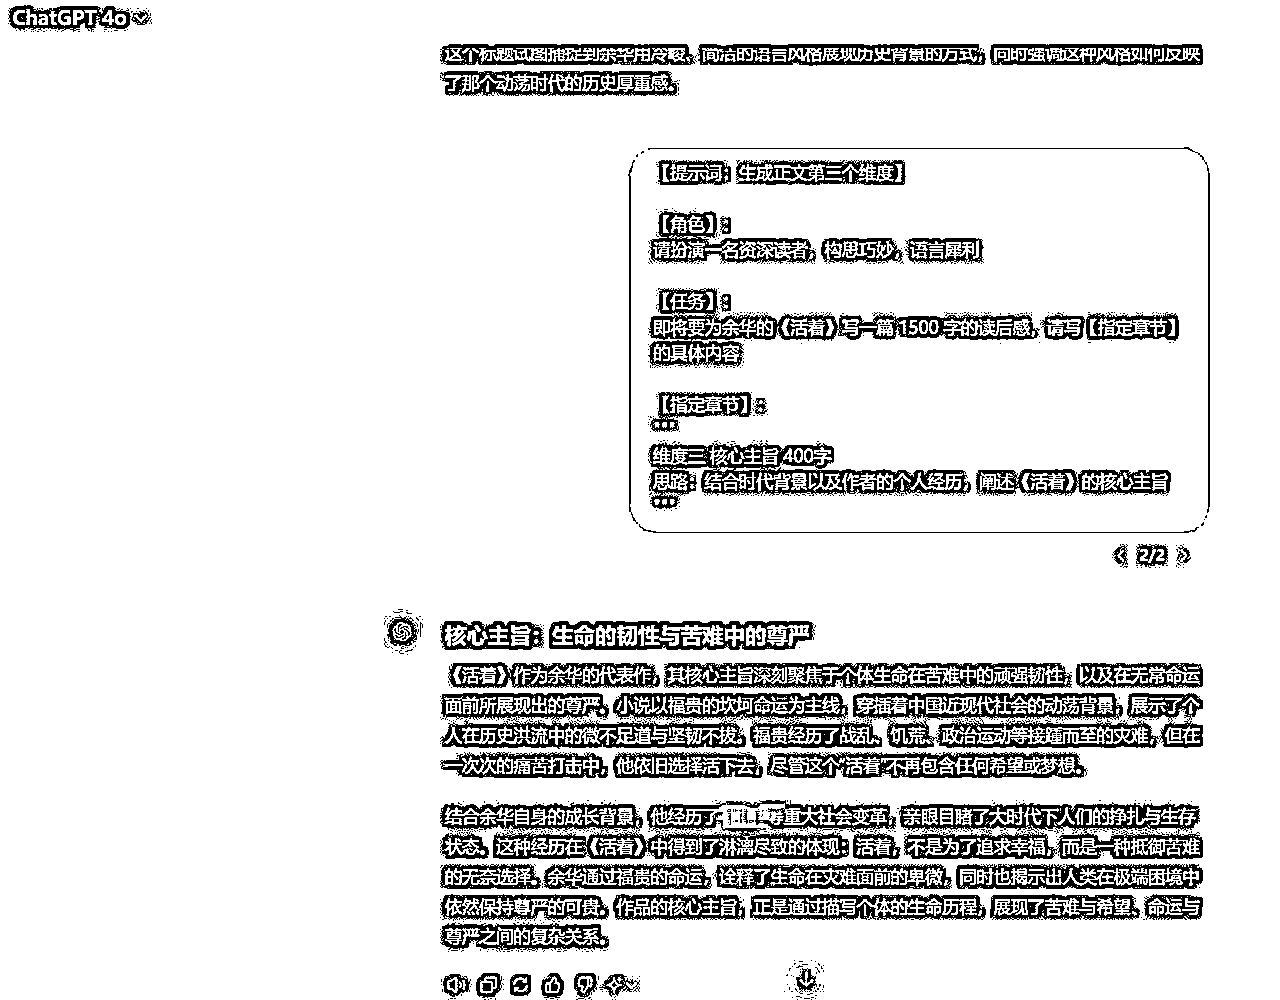 ChatGPT 4o
这个标题试图捕捉到余华用冷峻、简洁的语言风格展现历史背景的方式，同时强调这种风格如何反映
了那个动荡时代的历史厚重感。
【提示词：生成正文第三个维度】
【角色】：
请扮演一名资深读者，构思巧妙，语言犀利
【任务】：
即将要为余华的《活着》写一篇 1500 字的读后感，请写【指定章节】
的具体内容
【指定章节】：
"""
维度三 核心主旨 400字
思路：结合时代背景以及作者的个人经历，阐述《活着》的核心主旨
"""
2/2
核心主旨：生命的韧性与苦难中的尊严
《活着》作为余华的代表作，其核心主旨深刻聚焦于个体生命在苦难中的顽强韧性，以及在无常命运
面前所展现出的尊严。小说以福贵的坎坷命运为主线，穿插着中国近现代社会的动荡背景，展示了个
人在历史洪流中的微不足道与坚韧不拔。福贵经历了战乱、饥荒、政治运动等接踵而至的灾难，但在
一次次的痛苦打击中，他依旧选择活下去，尽管这个"活着"不再包含任何希望或梦想。
结合余华自身的成长背景，他经历了等重大社会变革，亲眼目睹了大时代下人们的挣扎与生存
状态。这种经历在《活着》中得到了淋漓尽致的体现：活着，不是为了追求幸福，而是一种抵御苦难
的无奈选择。余华通过福贵的命运，诠释了生命在灾难面前的卑微，同时也揭示出人类在极端困境中
依然保持尊严的可贵。作品的核心主旨，正是通过描写个体的生命历程，展现了苦难与希望、命运与
尊严之间的复杂关系。